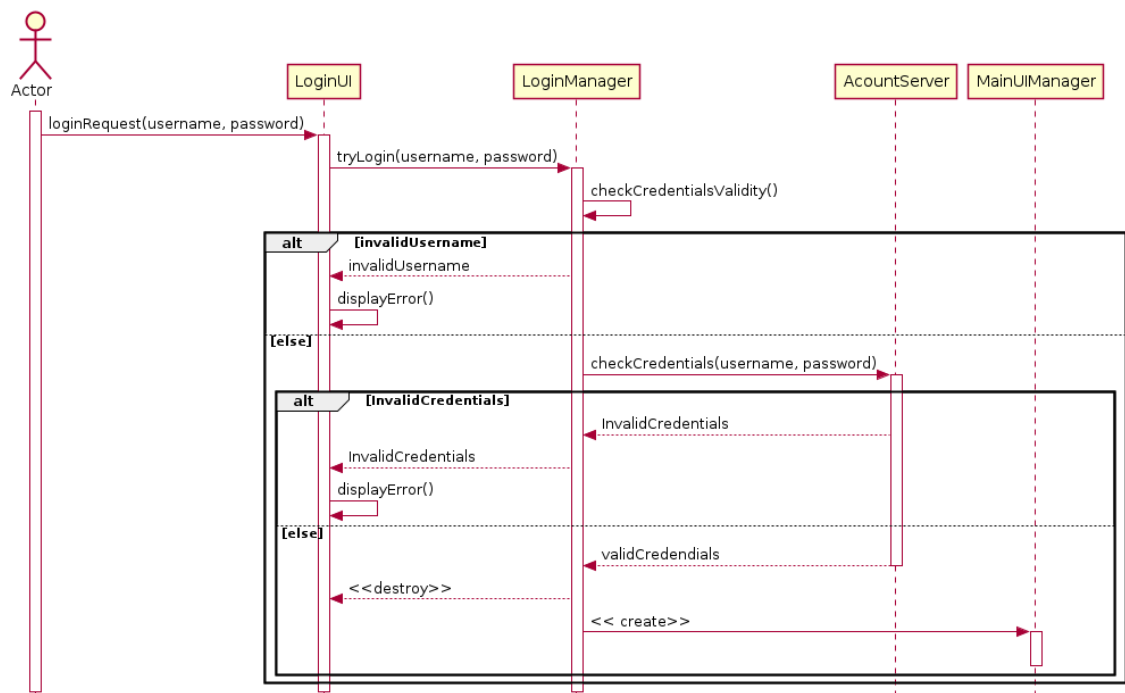 Actor
LoginUI
LoginManager
AcountServer
MainUIManager
loginRequest(username, password)
tryLogin(username, password)
checkCredentialsValidity()
alt [invalidUsername]
invalidUsername
displayError()
[else]
checkCredentials(username, password)
alt [InvalidCredentials]
InvalidCredentials
InvalidCredentials
displayError()
[else]
validCredendials
<<destroy>>
<< create>>